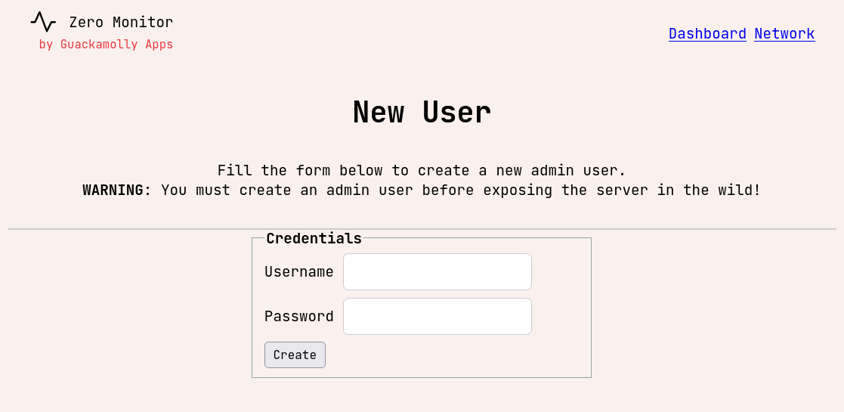 Zero Monitor
by Guackamolly Apps
Dashboard Network
New User
Fill the form below to create a new admin user.
WARNING: You must create an admin user before exposing the server in the wild!
Credentials
Username
Password
Create